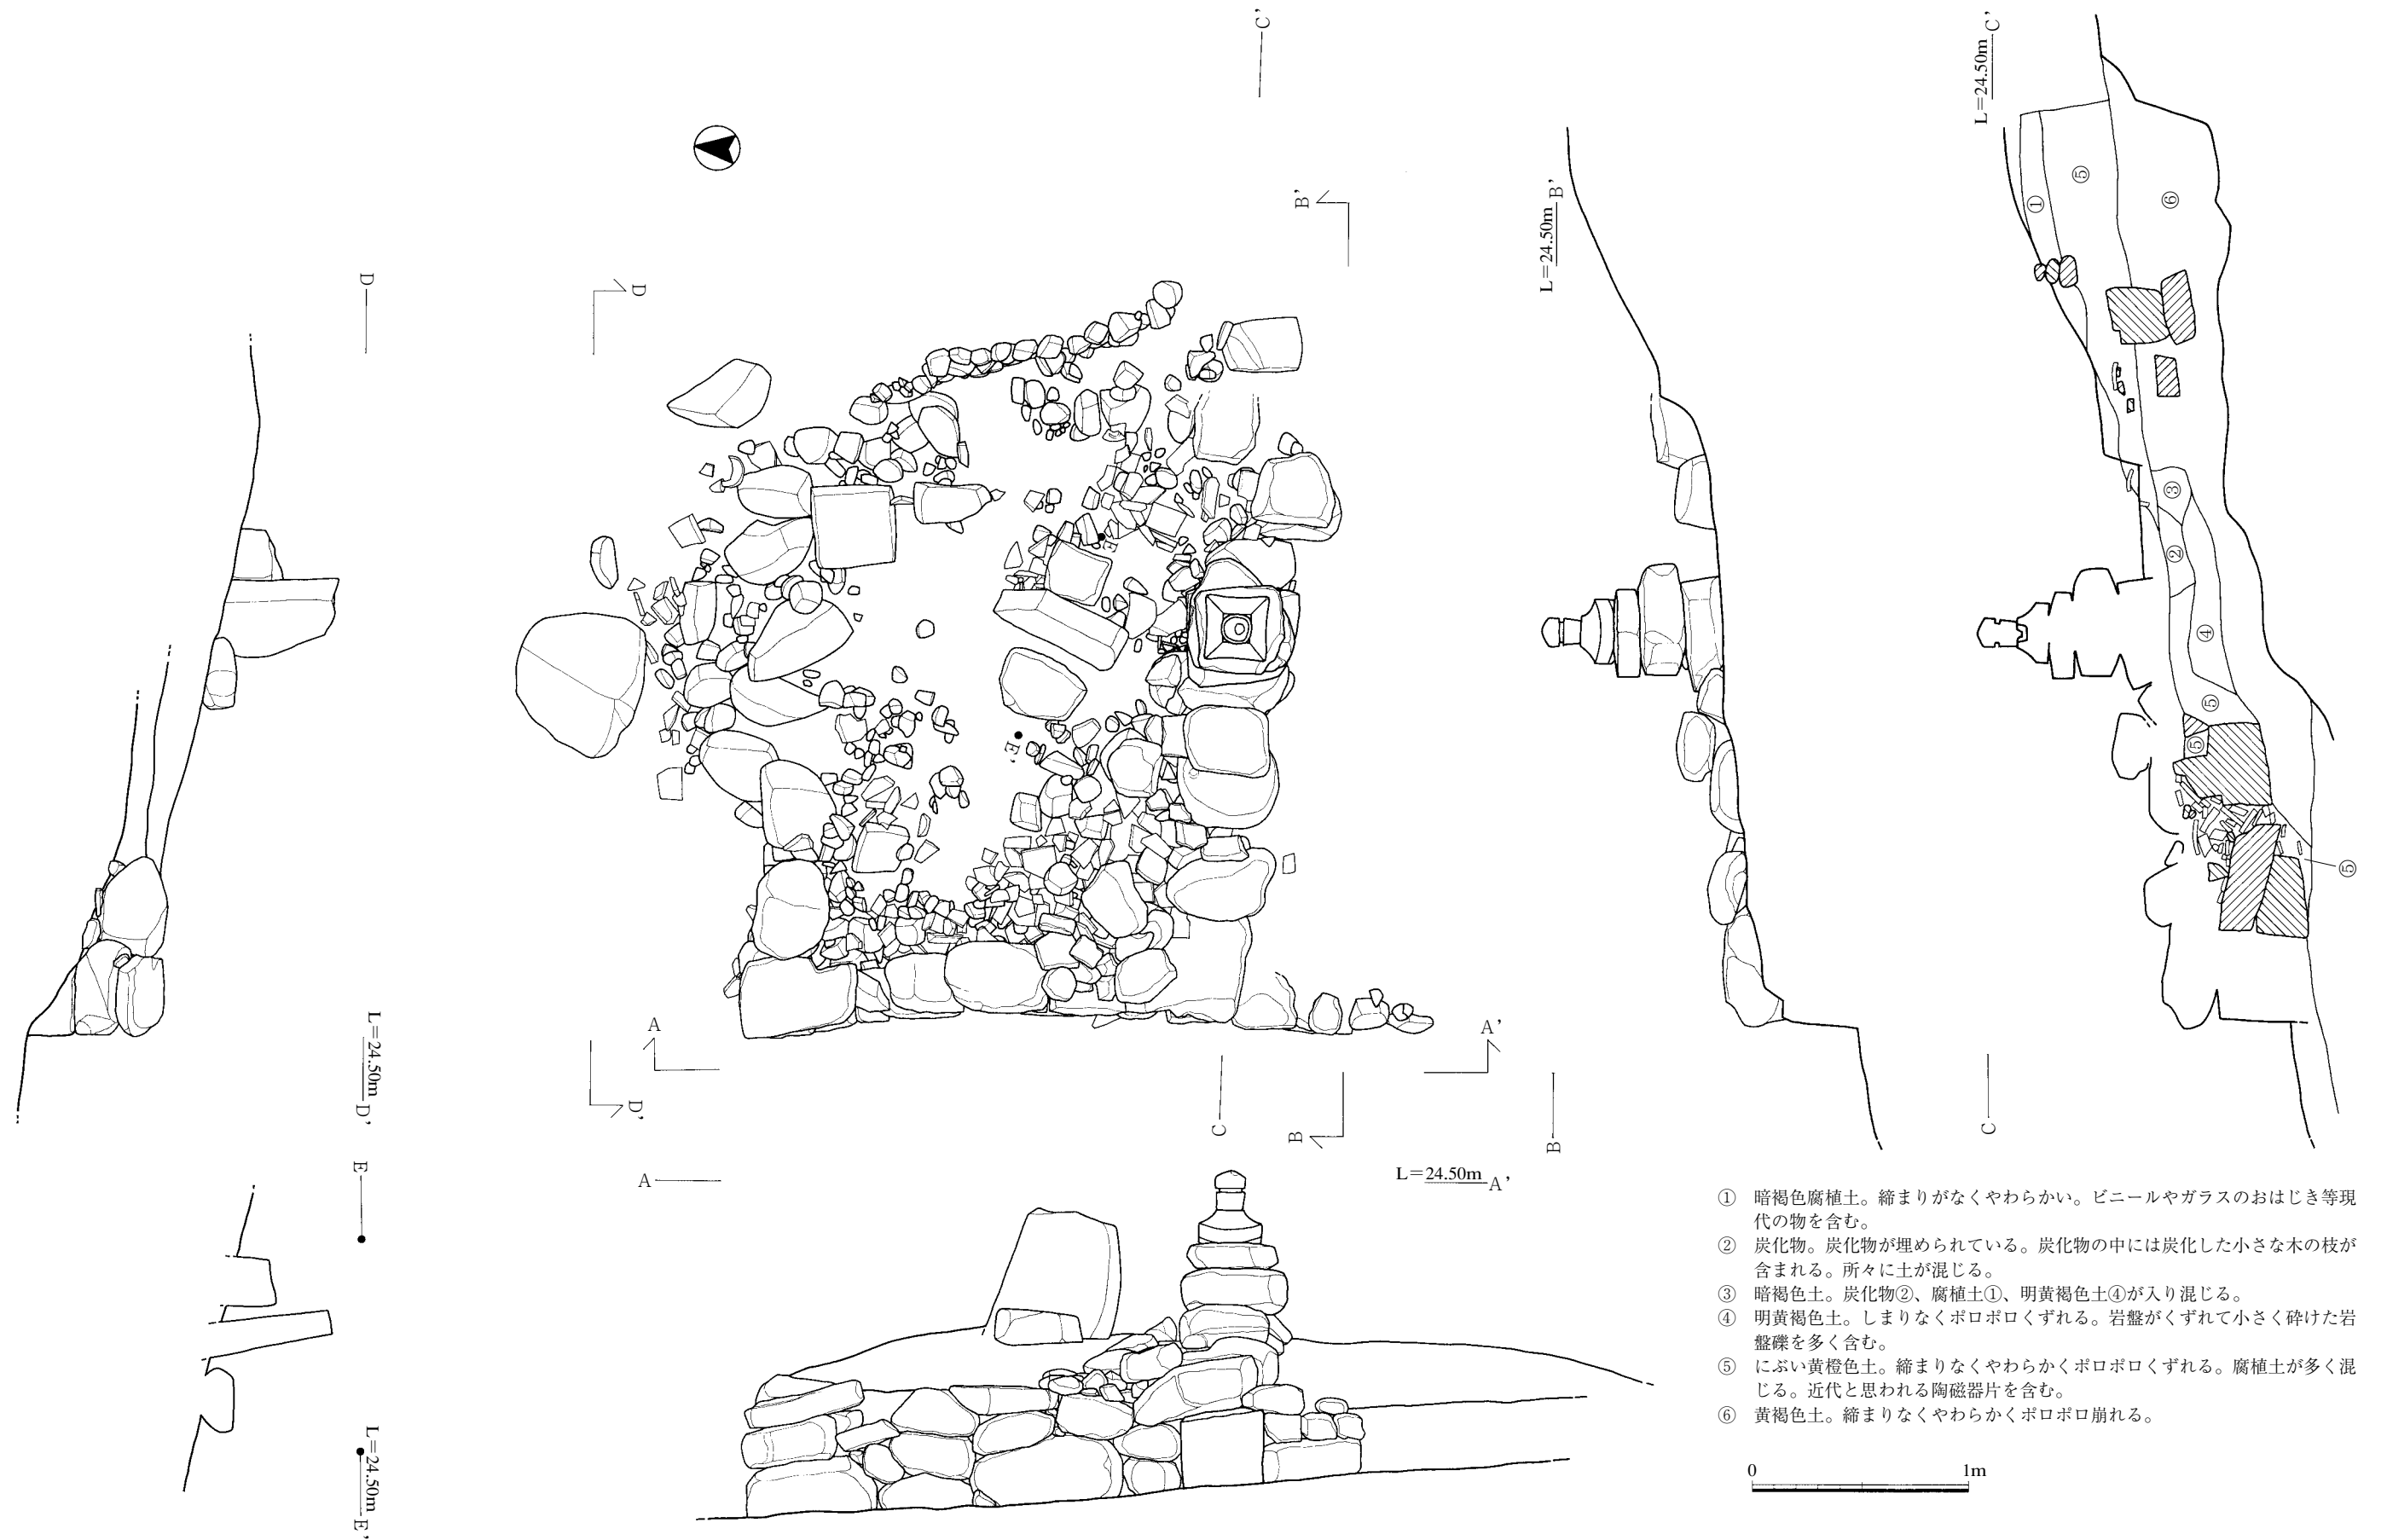 C'
L=24.50m C'
B'
L=24.50m B'
D
D
①
⑤
⑥
E
E'
③
②
④
⑤
⑤
⑤
L=24.50m D'
A
A'
D'
C
B
B
C
E
L=24.50m E'
A
L=24.50m A'
① 暗褐色腐植土。締まりがなくやわらかい。ビニールやガラスのおはじき等現
代の物を含む。
② 炭化物。炭化物が埋められている。炭化物の中には炭化した小さな木の枝が
含まれる。所々に土が混じる。
③ 暗褐色土。炭化物②、腐植土①、明黄褐色土④が入り混じる。
④ 明黄褐色土。しまりなくボロボロくずれる。岩盤がくずれて小さく砕けた岩
盤礫を多く含む。
⑤ にぶい黄橙色土。締まりなくやわらかくボロボロくずれる。腐植土が多く混
じる。近代と思われる陶磁器片を含む。
⑥ 黄褐色土。締まりなくやわらかくボロボロ崩れる。
0 1m